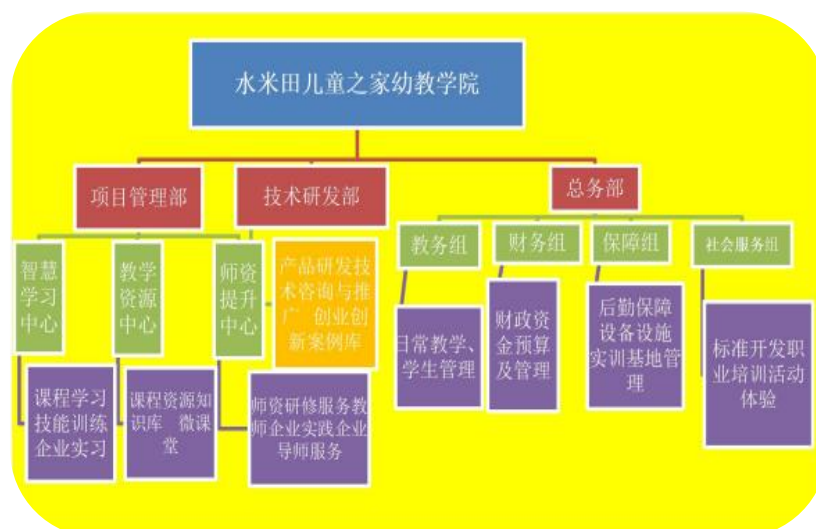 水米田儿童之家幼教学院
项目管理部
技术研发部
总务部
智慧
学习
中心
教学
资源
中心
师资
提升
中心
产品研发技
术咨询与推
广 创业创
新案例库
教务组
财务组
保障组
社会服务组
课程学习
技能训练
企业实习
课程资源知
识库 微课
堂
师资研修服务教
师企业实践企业
导师服务
日常教学、
学生管理
财政资
金预算
及管理
后勤保障
设备设施
实训基地管
理
标准开发职
业培训活动
体验